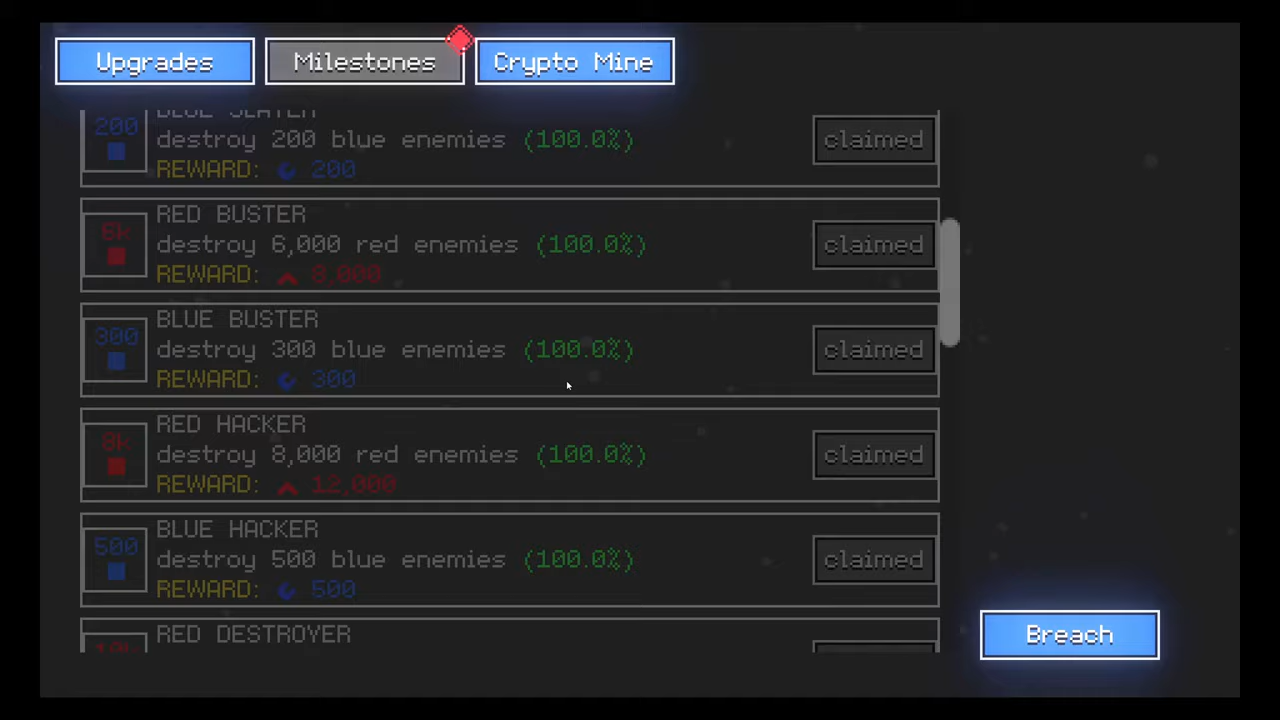 Upgrades
Milestones
Crypto Mine
BLUE SLAYER
200
destroy 200 blue enemies (100.0%)
REWARD: 200
claimed
RED BUSTER
6k
destroy 6,000 red enemies (100.0%)
REWARD: 8,000
claimed
BLUE BUSTER
300
destroy 300 blue enemies (100.0%)
REWARD: 300
claimed
RED HACKER
8k
destroy 8,000 red enemies (100.0%)
REWARD: 12,000
claimed
BLUE HACKER
500
destroy 500 blue enemies (100.0%)
REWARD: 500
claimed
RED DESTROYER
Breach